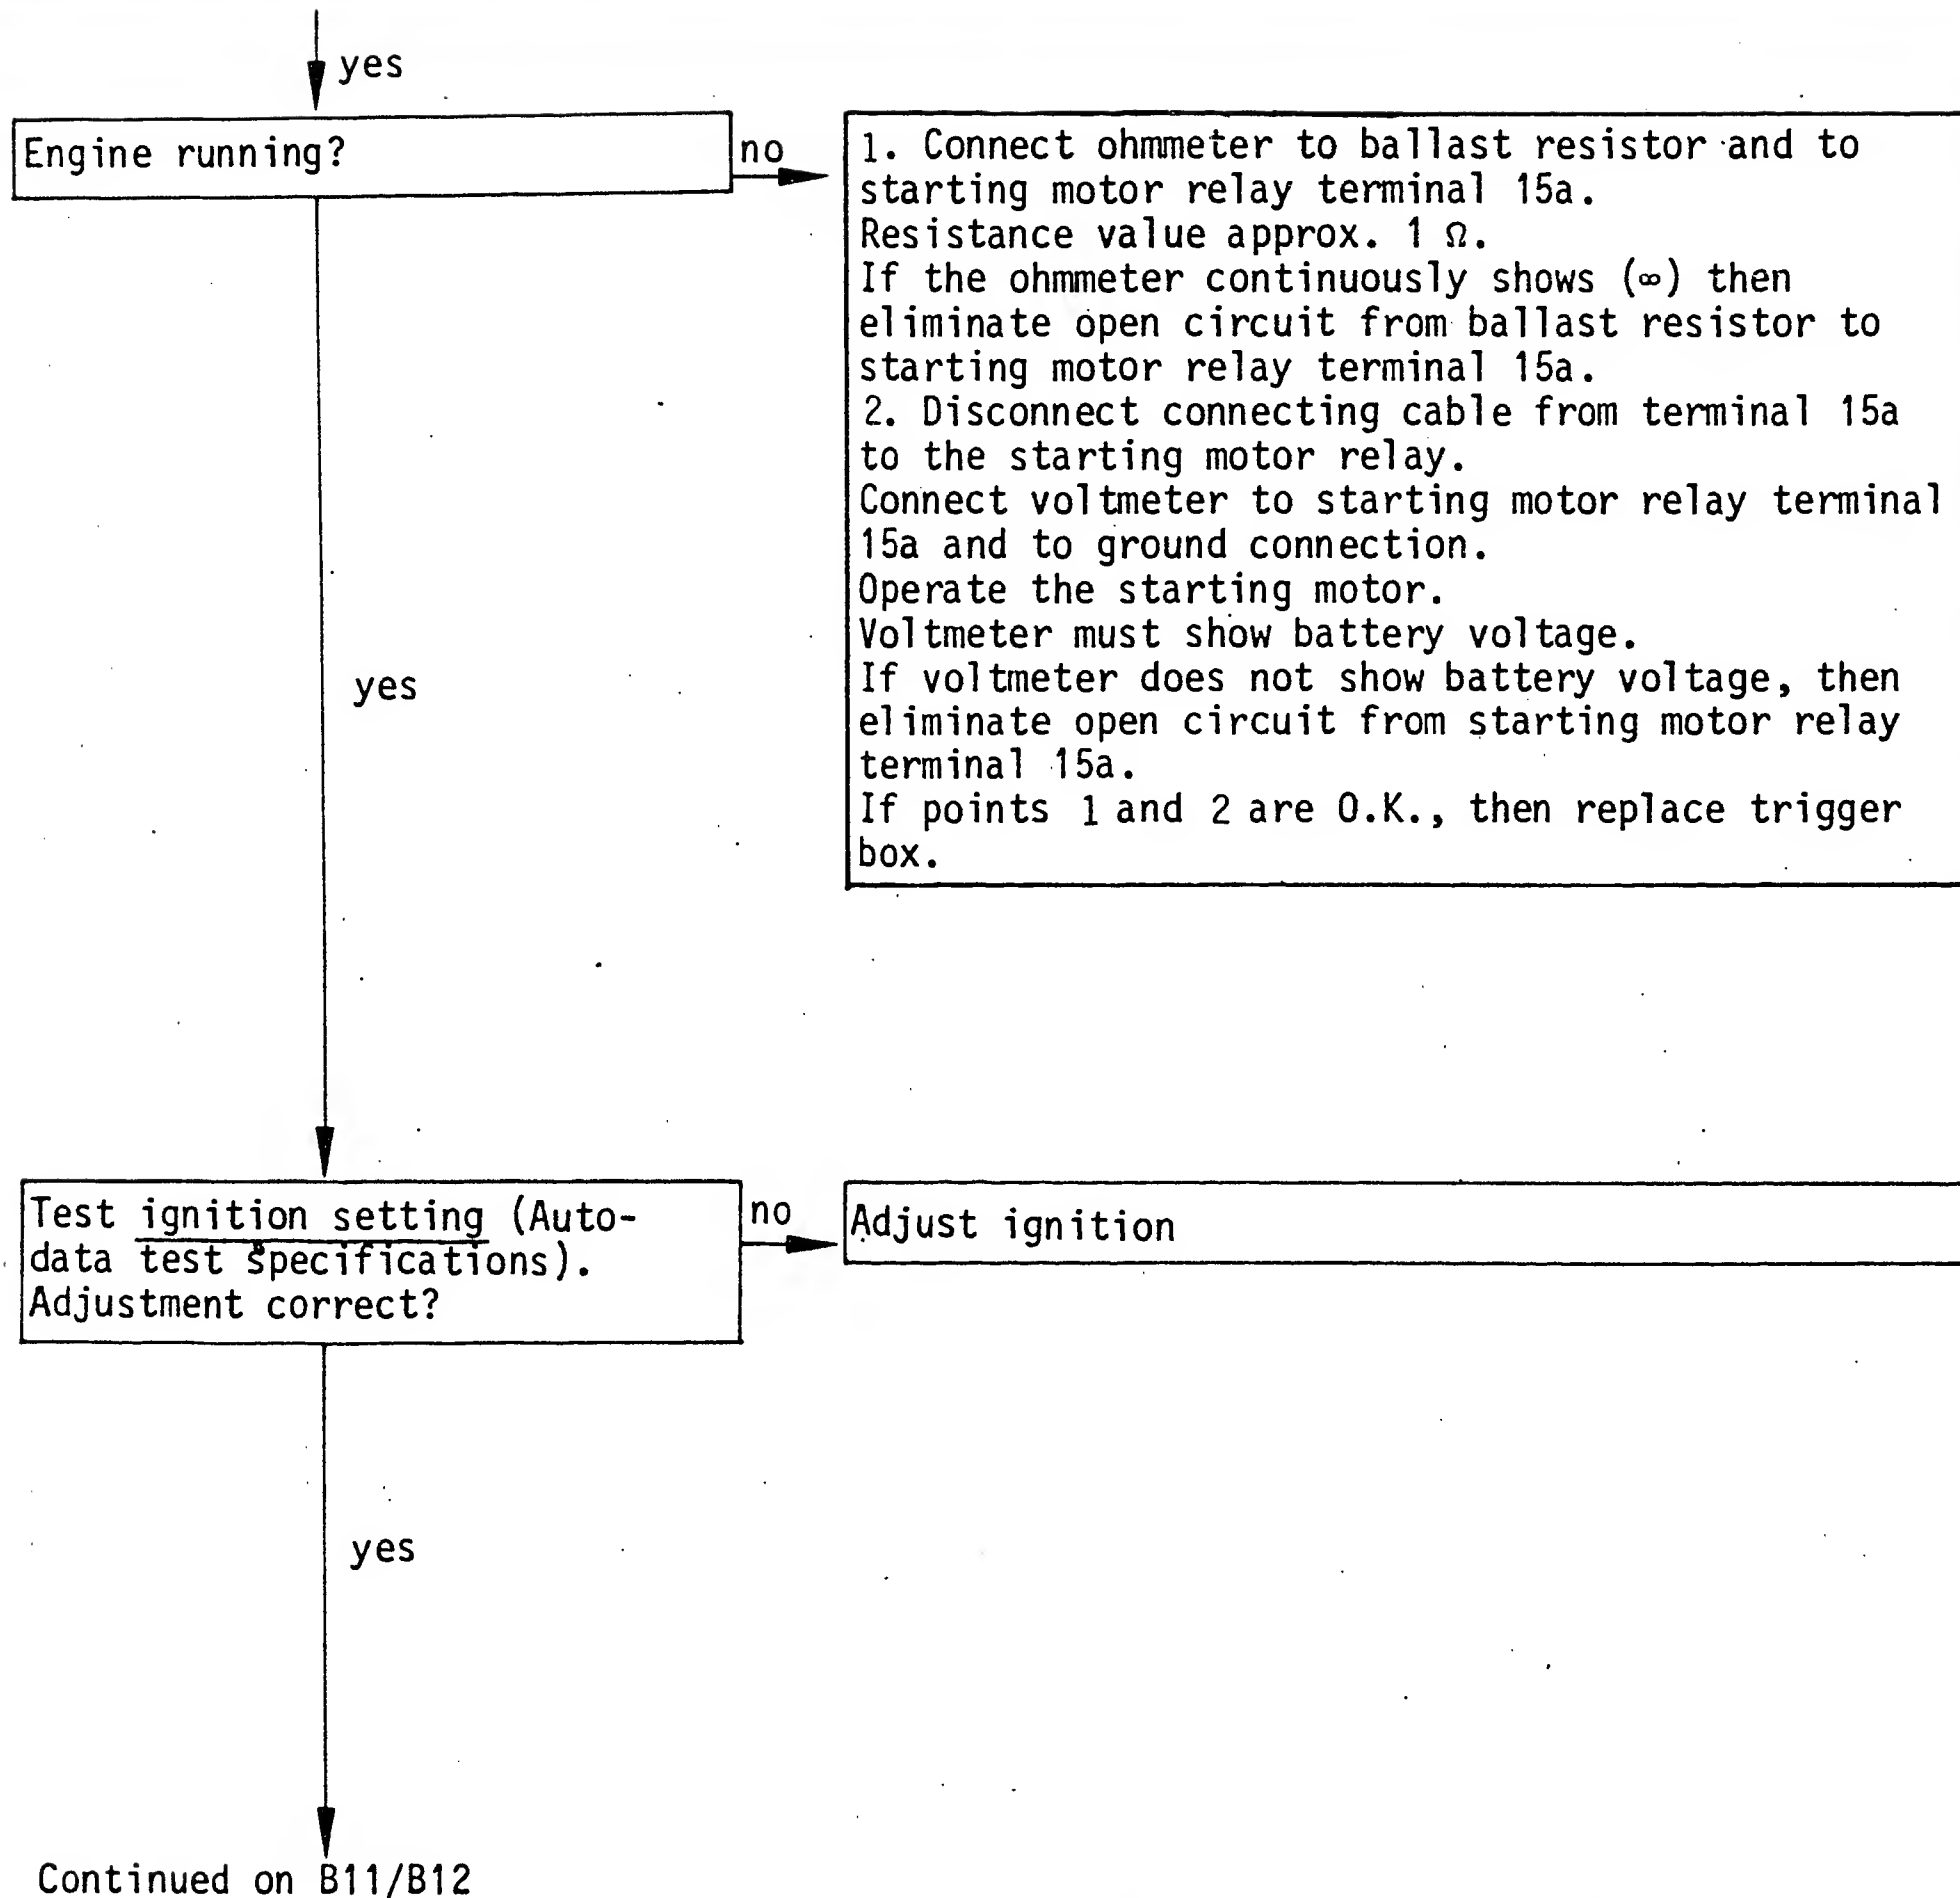 yes
Engine running?
no
1. Connect ohmmeter to ballast resistor and to
starting motor relay terminal 15a.
Resistance value approx. 1 Ω.
If the ohmmeter continuously shows (∞) then
eliminate open circuit from ballast resistor to
starting motor relay terminal 15a.
2. Disconnect connecting cable from terminal 15a
to the starting motor relay.
Connect voltmeter to starting motor relay terminal
15a and to ground connection.
Operate the starting motor.
Voltmeter must show battery voltage.
If voltmeter does not show battery voltage, then
eliminate open circuit from starting motor relay
terminal 15a.
If points 1 and 2 are O.K., then replace trigger
box.
yes
Test ignition setting (Auto-
data test specifications).
Adjustment correct?
no
Adjust ignition
yes
Continued on B11/B12